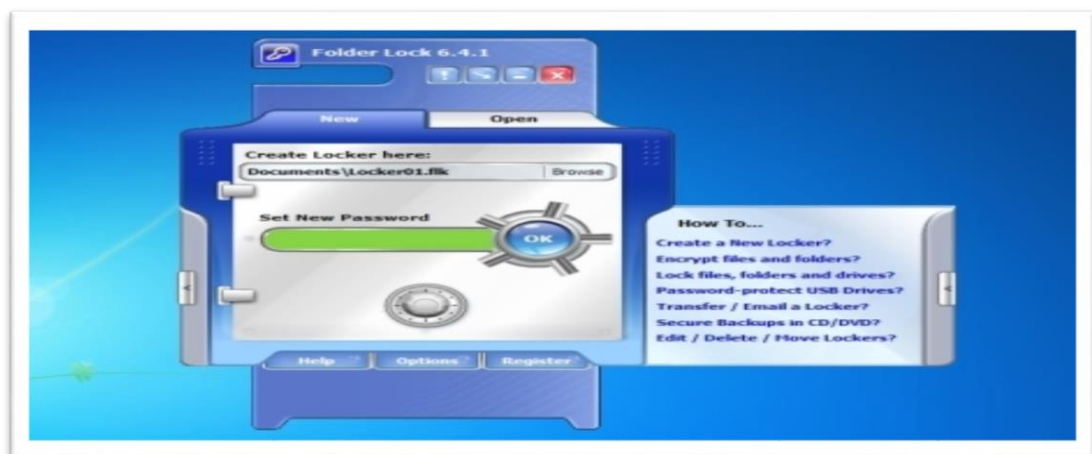 Folder Lock 6.4.1
New Open
Create Locker here:
Documents\Locker01.flk Browse
Set New Password
OK
Help Options Register
How To...
Create a New Locker?
Encrypt files and folders?
Lock files, folders and drives?
Password-protect USB Drives?
Transfer / Email a Locker?
Secure Backups in CD/DVD?
Edit / Delete / Move Lockers?